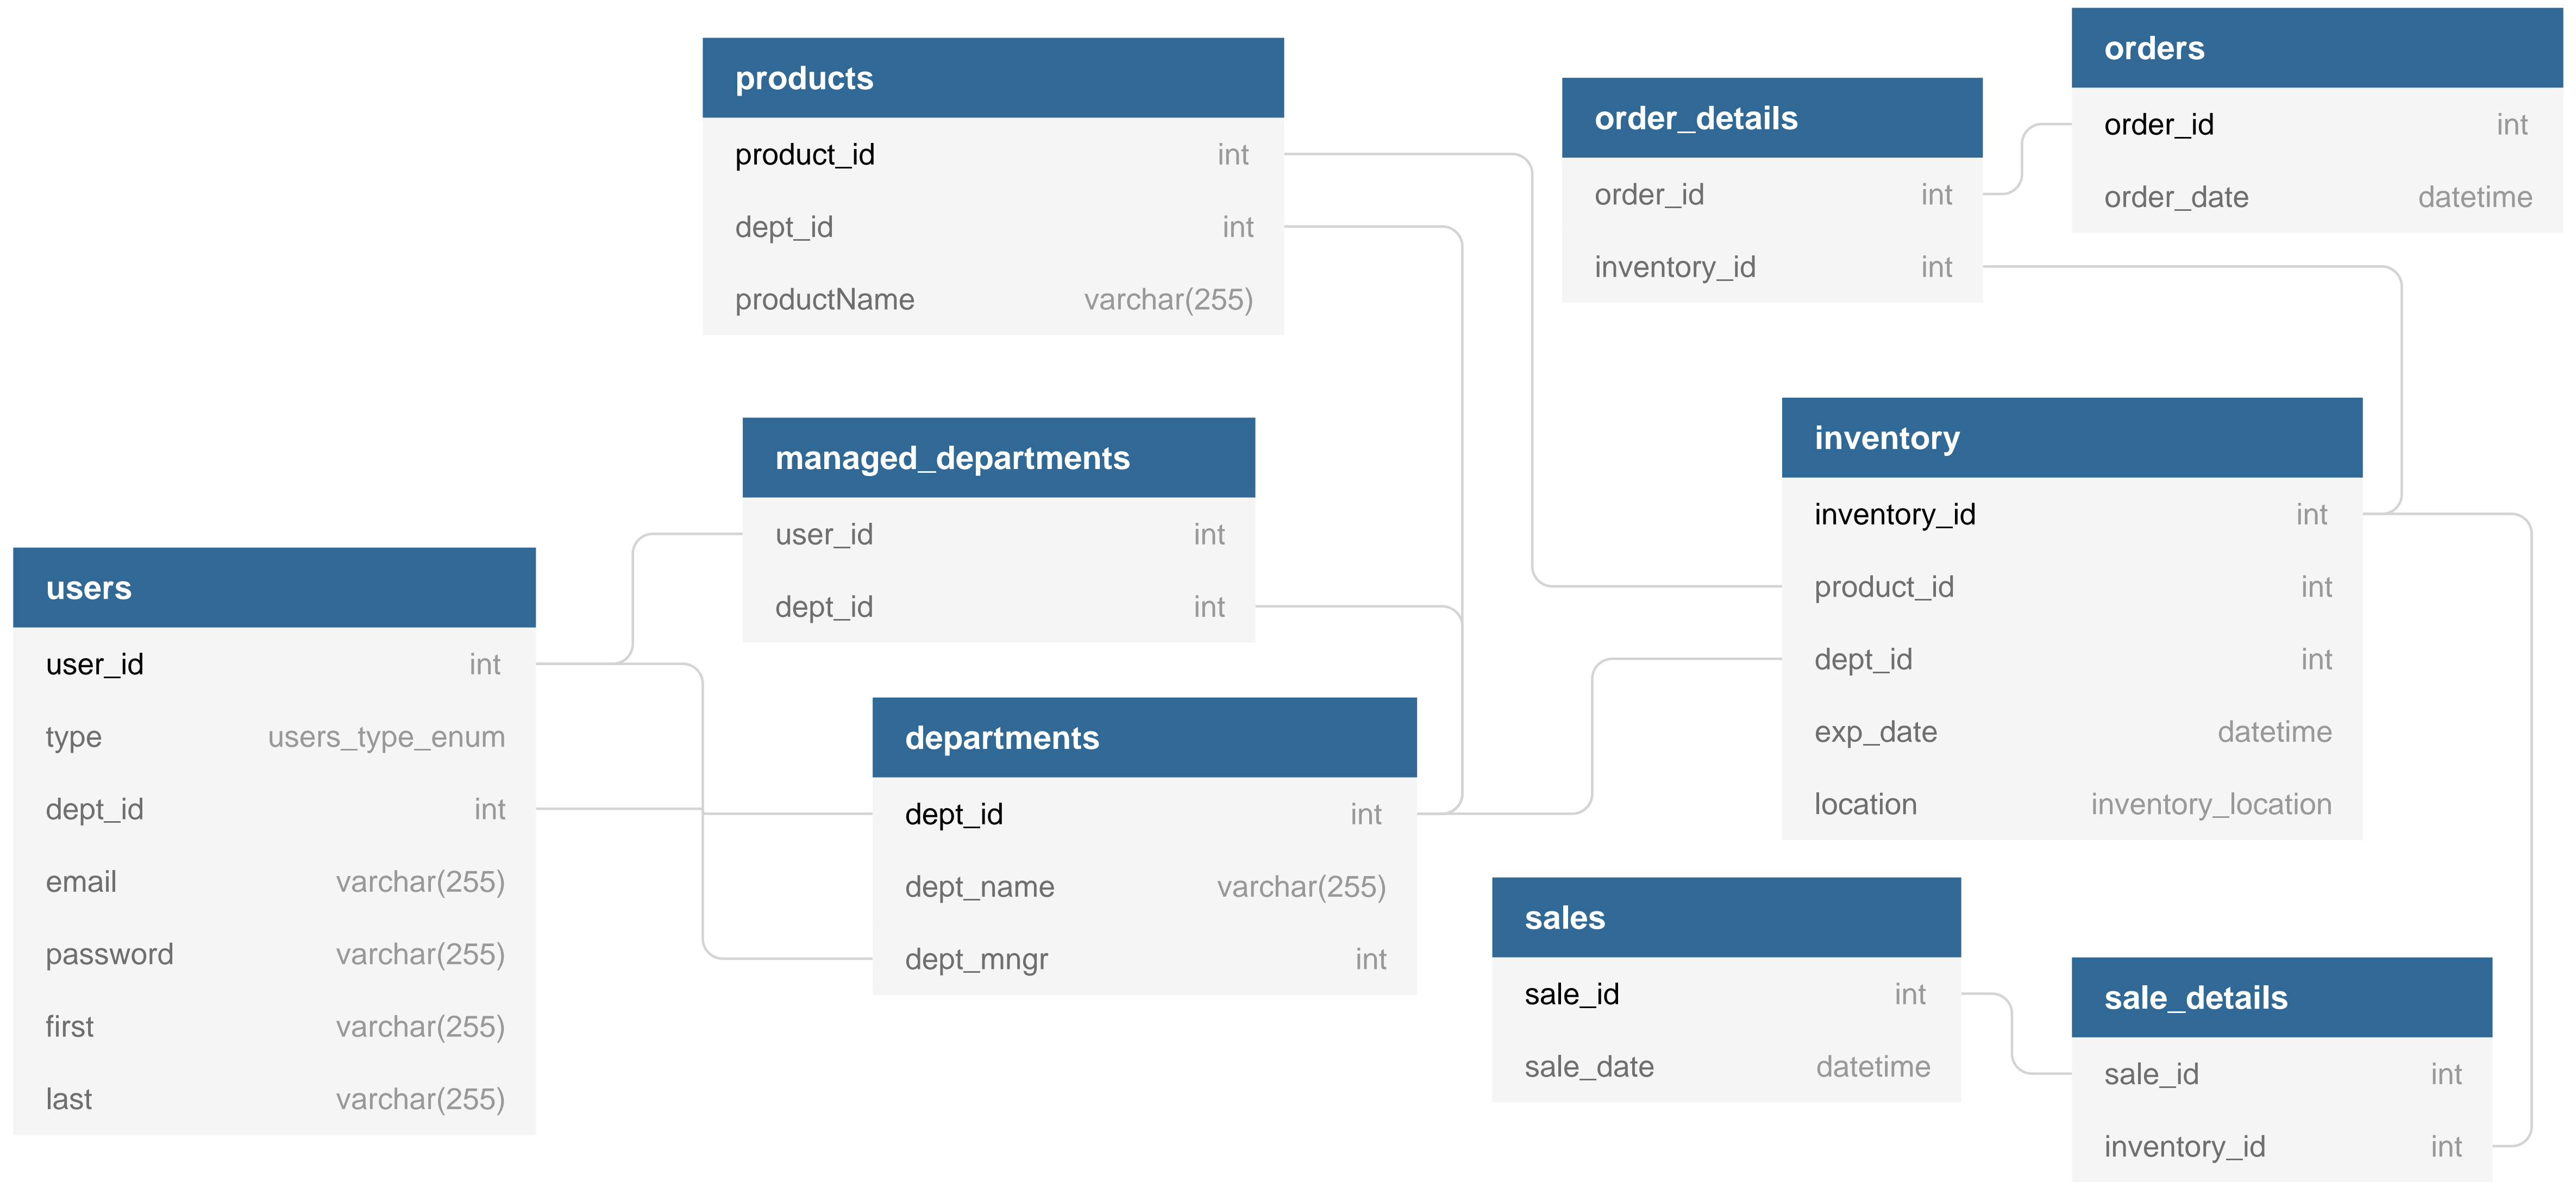 products
product_id int
dept_id int
productName varchar(255)
order_details
order_id int
inventory_id int
orders
order_id int
order_date datetime
managed_departments
user_id int
dept_id int
inventory
inventory_id int
product_id int
dept_id int
exp_date datetime
location inventory_location
users
user_id int
type users_type_enum
dept_id int
email varchar(255)
password varchar(255)
first varchar(255)
last varchar(255)
departments
dept_id int
dept_name varchar(255)
dept_mngr int
sales
sale_id int
sale_date datetime
sale_details
sale_id int
inventory_id int